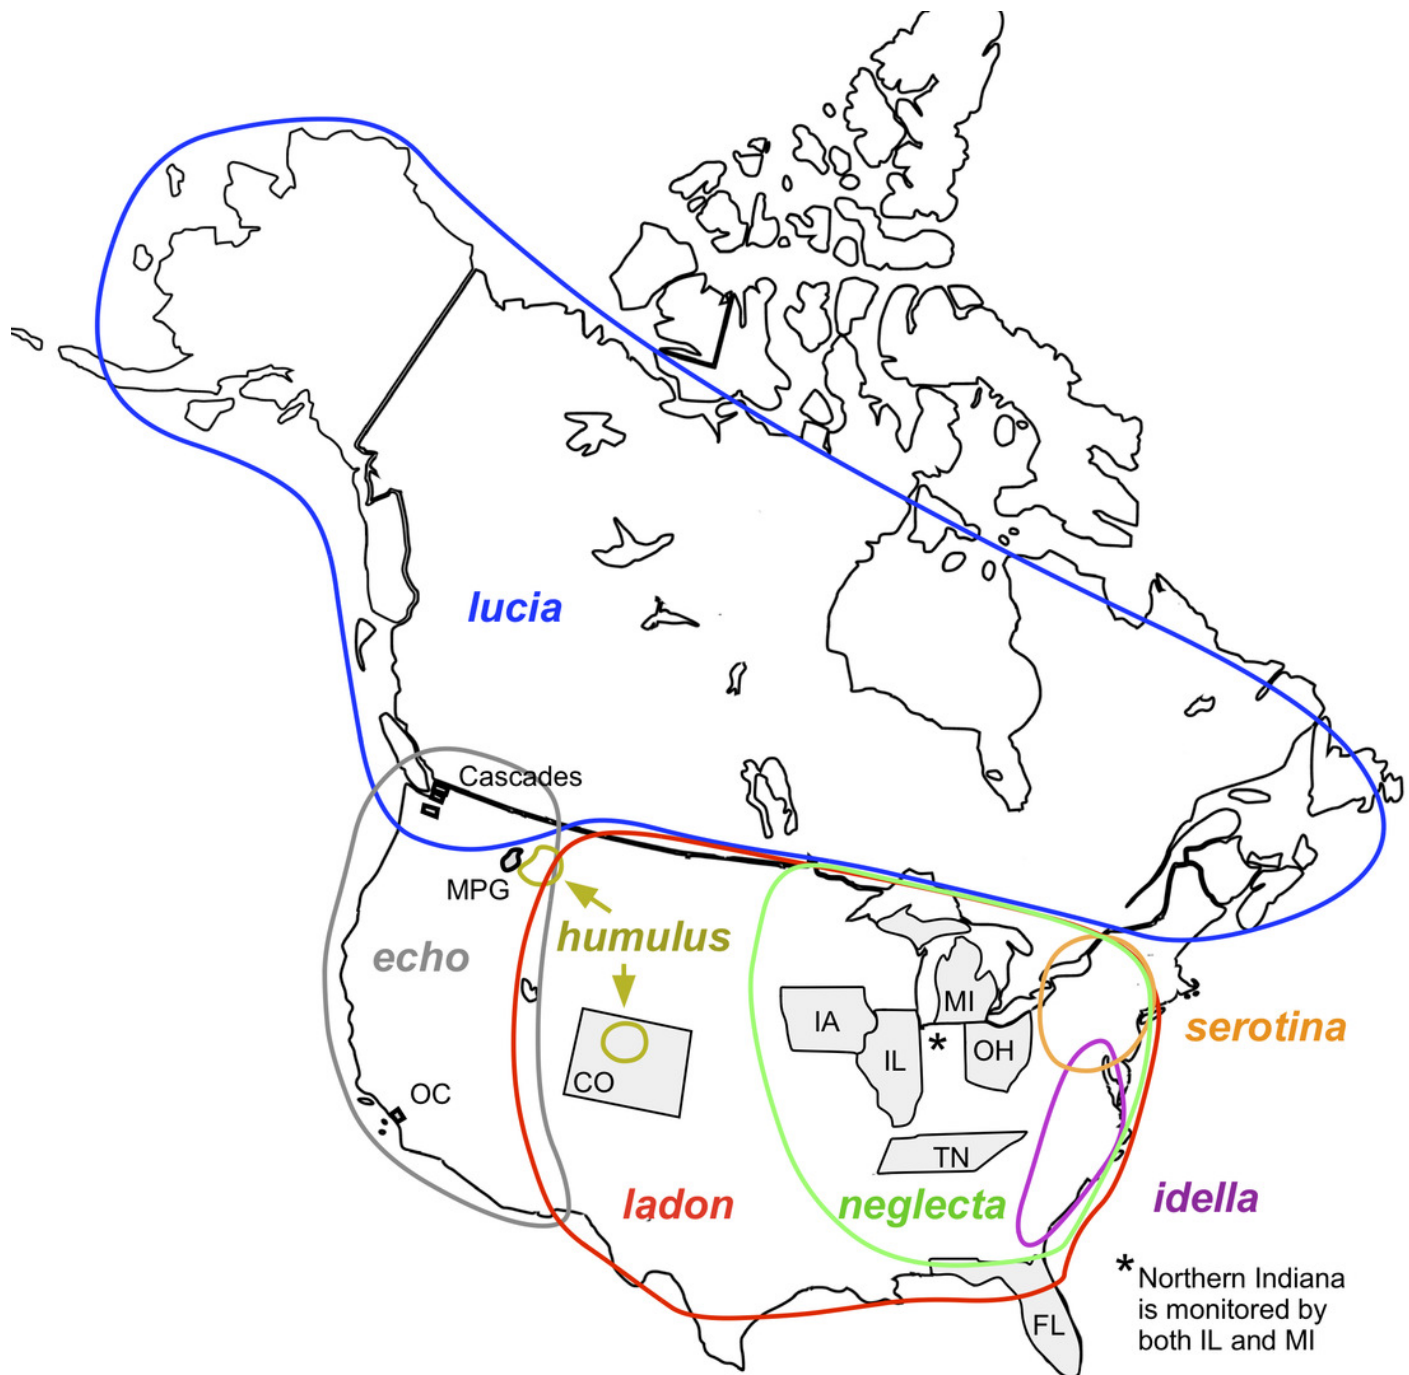 lucia
Cascades
MPG
humulus
echo
MI
IA
serotina
IL
*
OH
CO
OC
TN
ladon
neglecta
idella
* Northern Indiana
is monitored by
both IL and MI
FL